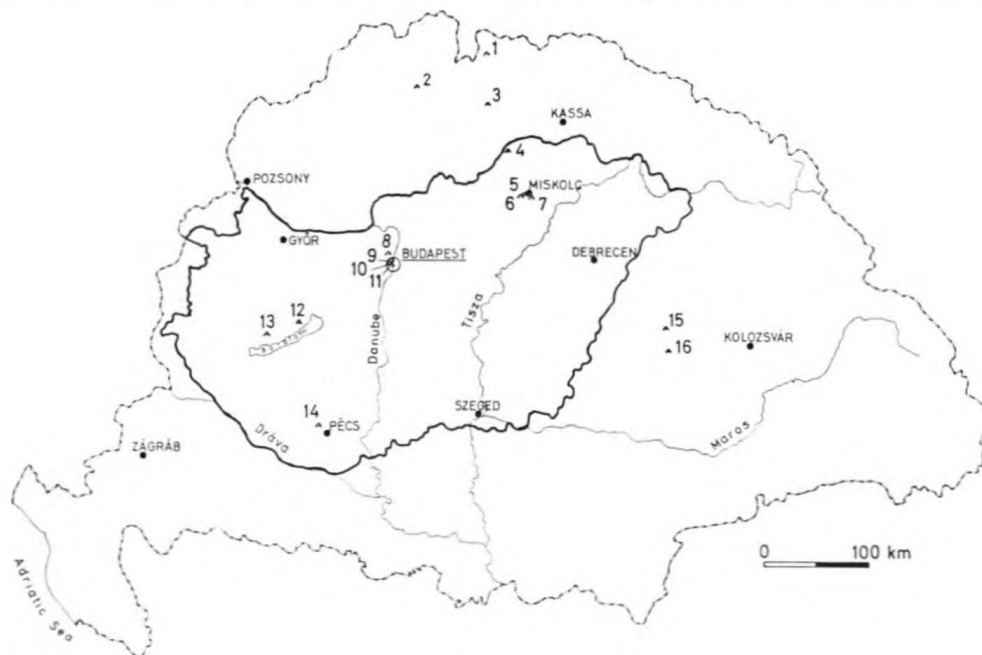 1
2
3
KASSA
4
POZSONY
5
MISKOLC
6
7
GYŐR
8
9
BUDAPEST
10
11
DEBRECEN
Tisza
Danube
12
13
Balaton
15
KOLOZSVÁR
16
14
PÉCS
SZEGED
Dráva
Maros
ZÁGRÁB
0 100 km
Adriatic Sea